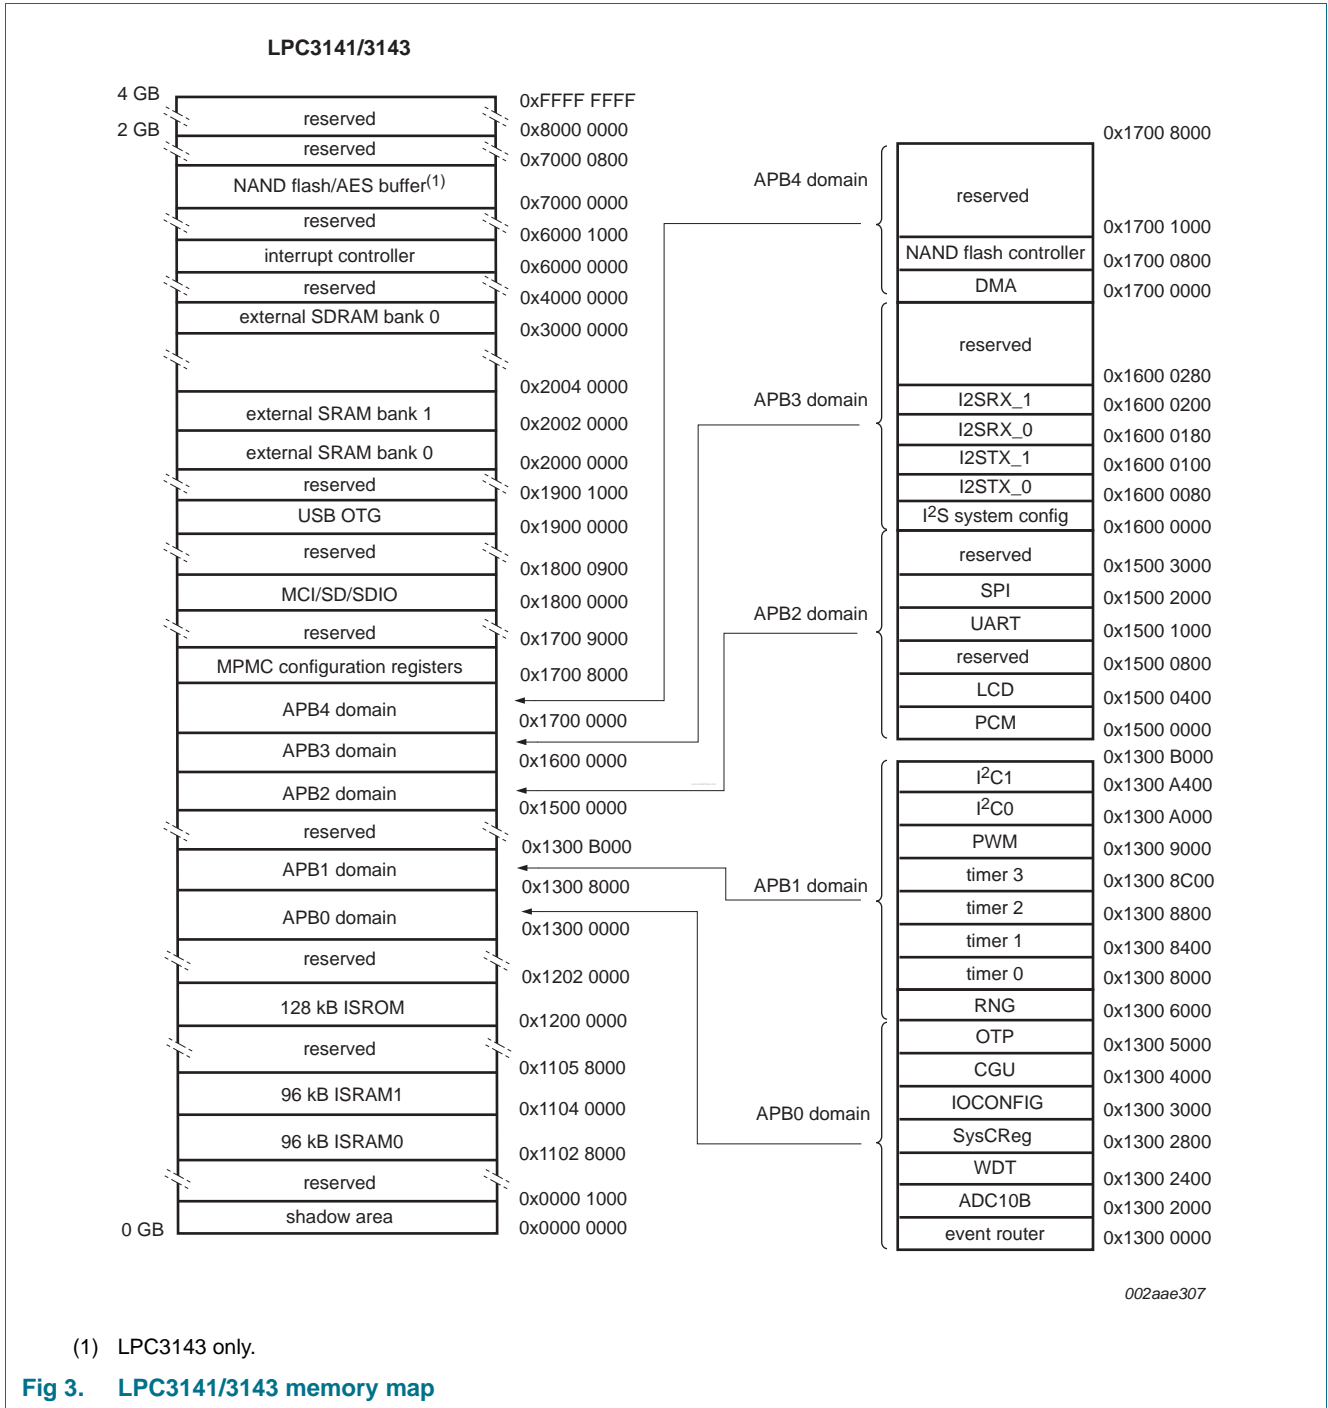 LPC3141/3143
4 GB
0xFFFF FFFF
reserved
2 GB
0x8000 0000
reserved
0x7000 0800
NAND flash/AES buffer(1)
0x7000 0000
reserved
0x6000 1000
interrupt controller
0x6000 0000
reserved
0x4000 0000
external SDRAM bank 0
0x3000 0000
0x2004 0000
external SRAM bank 1
0x2002 0000
external SRAM bank 0
0x2000 0000
reserved
0x1900 1000
USB OTG
0x1900 0000
reserved
0x1800 0900
MCI/SD/SDIO
0x1800 0000
reserved
0x1700 9000
MPMC configuration registers
0x1700 8000
APB4 domain
0x1700 0000
APB3 domain
0x1600 0000
APB2 domain
0x1500 0000
reserved
0x1300 B000
APB1 domain
0x1300 8000
APB0 domain
0x1300 0000
reserved
0x1202 0000
128 kB ISROM
0x1200 0000
reserved
0x1105 8000
96 kB ISRAM1
0x1104 0000
96 kB ISRAM0
0x1102 8000
reserved
0x0000 1000
shadow area
0 GB
0x0000 0000
0x1700 8000
APB4 domain
reserved
0x1700 1000
NAND flash controller
0x1700 0800
DMA
0x1700 0000
reserved
0x1600 0280
APB3 domain
I2SRX_1
0x1600 0200
I2SRX_0
0x1600 0180
I2STX_1
0x1600 0100
I2STX_0
0x1600 0080
I2S system config
0x1600 0000
reserved
0x1500 3000
SPI
0x1500 2000
APB2 domain
UART
0x1500 1000
reserved
0x1500 0800
LCD
0x1500 0400
PCM
0x1500 0000
0x1300 B000
I2C1
0x1300 A400
I2C0
0x1300 A000
PWM
0x1300 9000
APB1 domain
timer 3
0x1300 8C00
timer 2
0x1300 8800
timer 1
0x1300 8400
timer 0
0x1300 8000
RNG
0x1300 6000
OTP
0x1300 5000
CGU
0x1300 4000
APB0 domain
IOCONFIG
0x1300 3000
SysCReg
0x1300 2800
WDT
0x1300 2400
ADC10B
0x1300 2000
event router
0x1300 0000
002aae307
(1) LPC3143 only.
Fig 3. LPC3141/3143 memory map